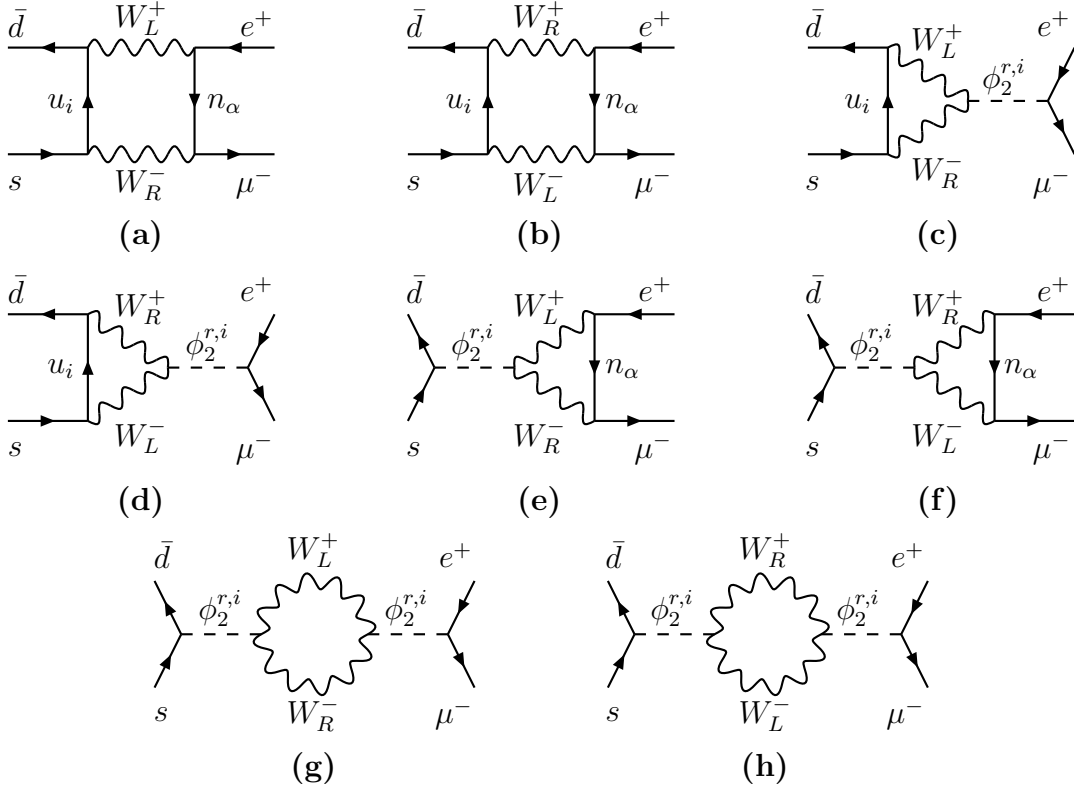 d̄ W_L^+ e^+ d̄ W_R^+ e^+ d̄ W_L^+ e^+
u_i n_α u_i n_α u_i ϕ_2^{r,i}
s W_R^- μ^- s W_L^- μ^- s W_R^- μ^-
(a) (b) (c)
d̄ W_R^+ e^+ d̄ W_L^+ e^+ d̄ W_R^+ e^+
u_i ϕ_2^{r,i} ϕ_2^{r,i} n_α ϕ_2^{r,i} n_α
s W_L^- μ^- s W_R^- μ^- s W_L^- μ^-
(d) (e) (f)
d̄ W_L^+ e^+ d̄ W_R^+ e^+
ϕ_2^{r,i} ϕ_2^{r,i} ϕ_2^{r,i} ϕ_2^{r,i}
s W_R^- μ^- s W_L^- μ^-
(g) (h)